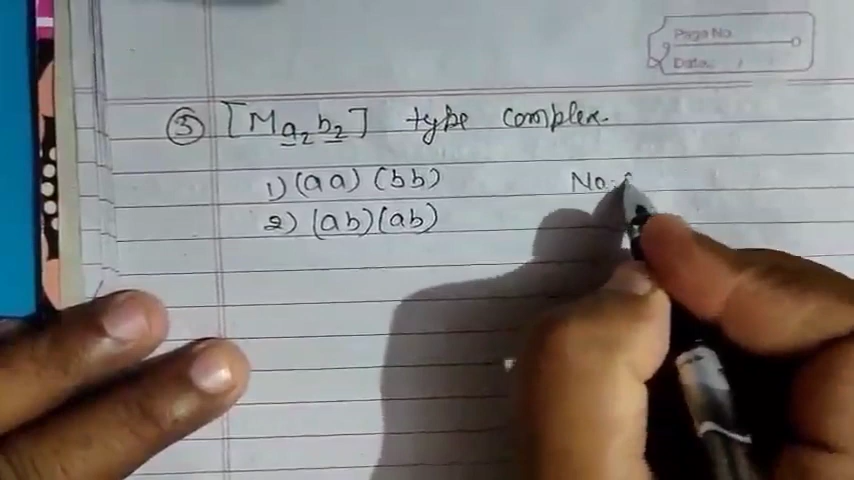 Page No.
Date: / /
③ [Ma₂b₂] type complex.
1) (aa) (bb) No.
2) (ab) (ab)